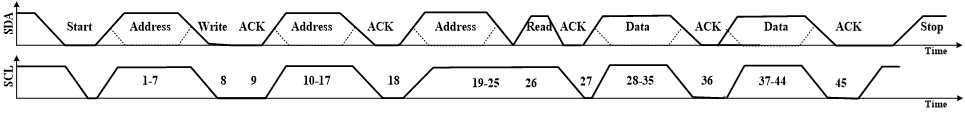 SDA Start Address Write ACK Address ACK Address Read ACK Data ACK Data ACK Stop
Time
SCL 1-7 8 9 10-17 18 19-25 26 27 28-35 36 37-44 45
Time